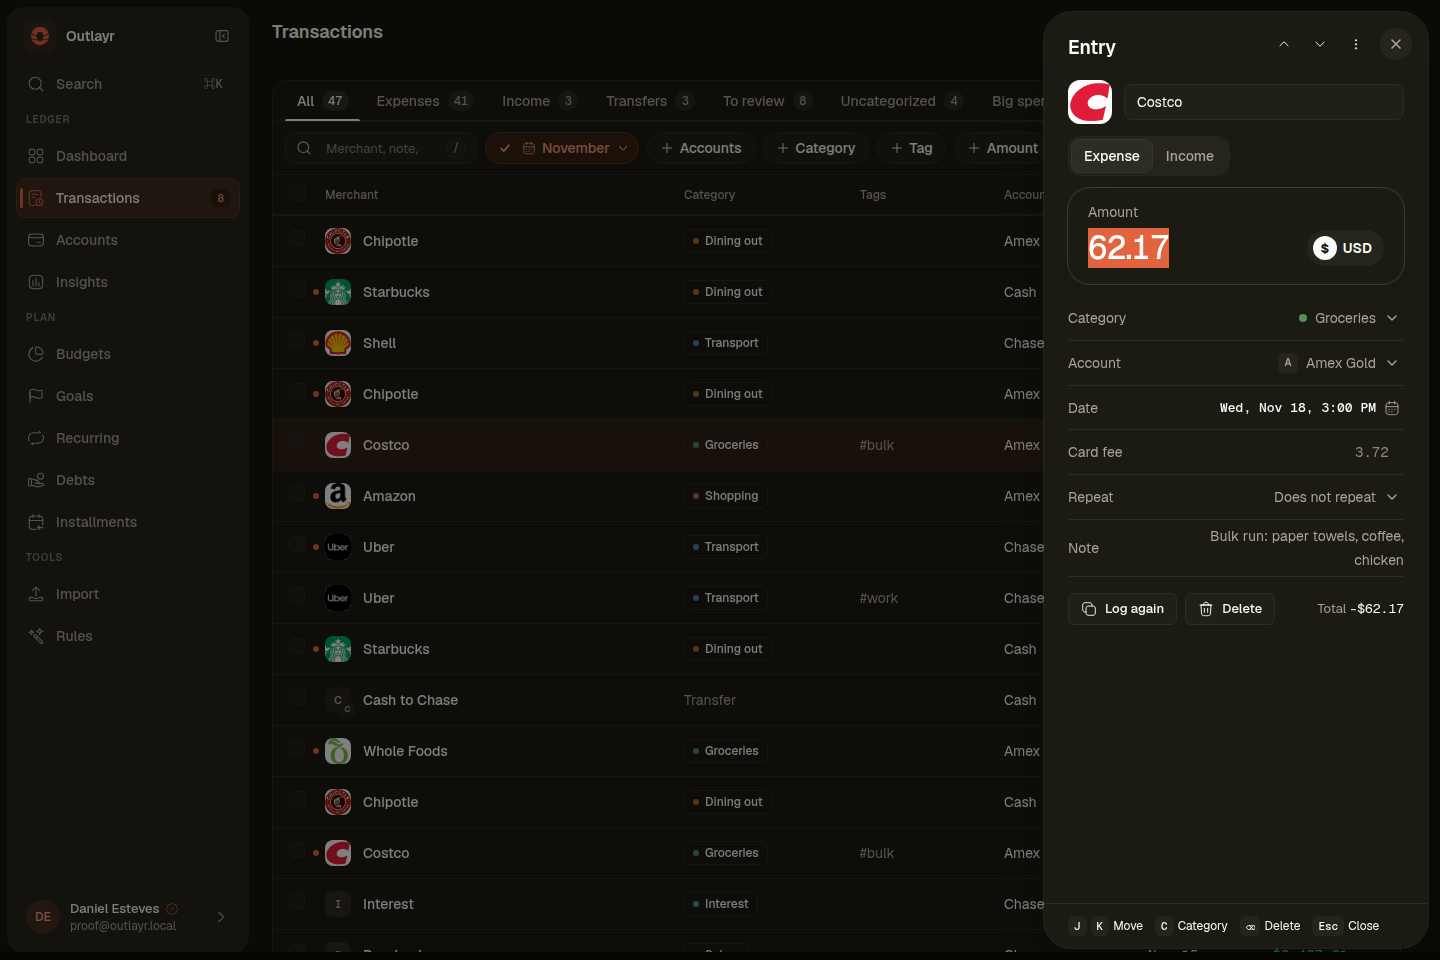 Outlayr
Search ⌘K
LEDGER
Dashboard
Transactions 8
Accounts
Insights
PLAN
Budgets
Goals
Recurring
Debts
Installments
TOOLS
Import
Rules
DE Daniel Esteves
proof@outlayr.local
Transactions
All 47 Expenses 41 Income 3 Transfers 3 To review 8 Uncategorized 4 Big
Merchant, note, / November Accounts Category Tag Amount
Merchant Category Tags
Chipotle Dining out Amex
Starbucks Dining out Cash
Shell Transport Chase
Chipotle Dining out Amex
Costco Groceries #bulk Amex
Amazon Shopping Amex
Uber Uber Transport Chase
Uber Uber Transport #work Chase
Starbucks Dining out Cash
C C Cash to Chase Transfer Cash
Whole Foods Groceries Amex
Chipotle Dining out Cash
Costco Groceries #bulk Amex
I Interest Interest Chase
Entry
Costco
Expense Income
Amount
62.17 $ USD
Category Groceries
Account A Amex Gold
Date Wed, Nov 18, 3:00 PM
Card fee 3.72
Repeat Does not repeat
Note Bulk run: paper towels, coffee,
chicken
Log again Delete Total -$62.17
J K Move C Category ⌫ Delete Esc Close